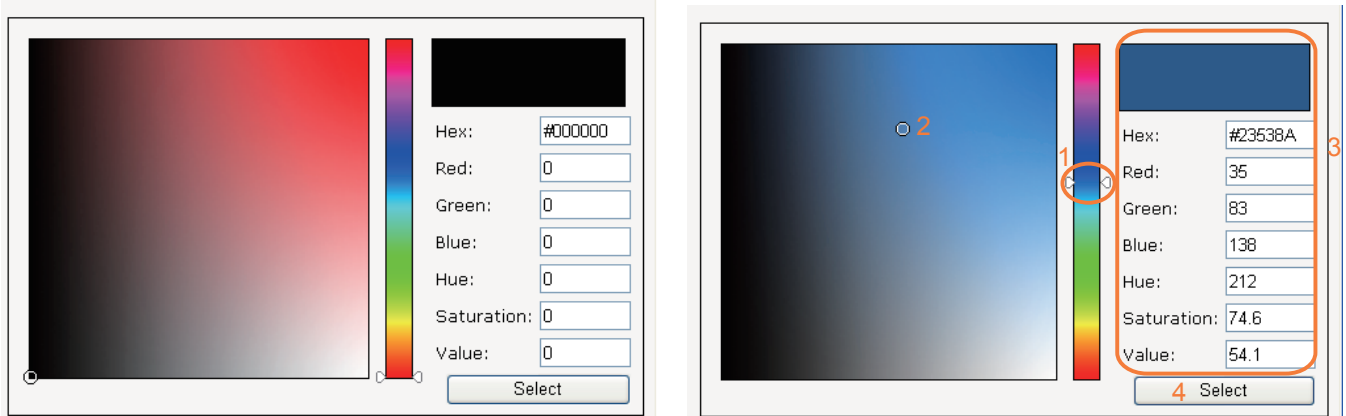 Hex: #000000
Red: 0
Green: 0
Blue: 0
Hue: 0
Saturation: 0
Value: 0
Select
1
2
3
Hex: #23538A
Red: 35
Green: 83
Blue: 138
Hue: 212
Saturation: 74.6
Value: 54.1
4 Select